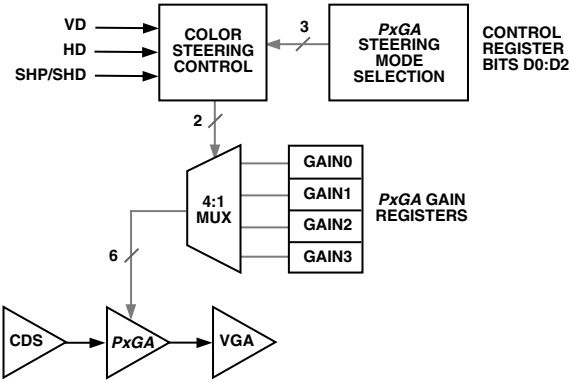 VD
HD
SHP/SHD
COLOR
STEERING
CONTROL
3
PxGA
STEERING
MODE
SELECTION
CONTROL
REGISTER
BITS D0:D2
2
4:1
MUX
GAIN0
GAIN1
GAIN2
GAIN3
PxGA GAIN
REGISTERS
6
CDS
PxGA
VGA